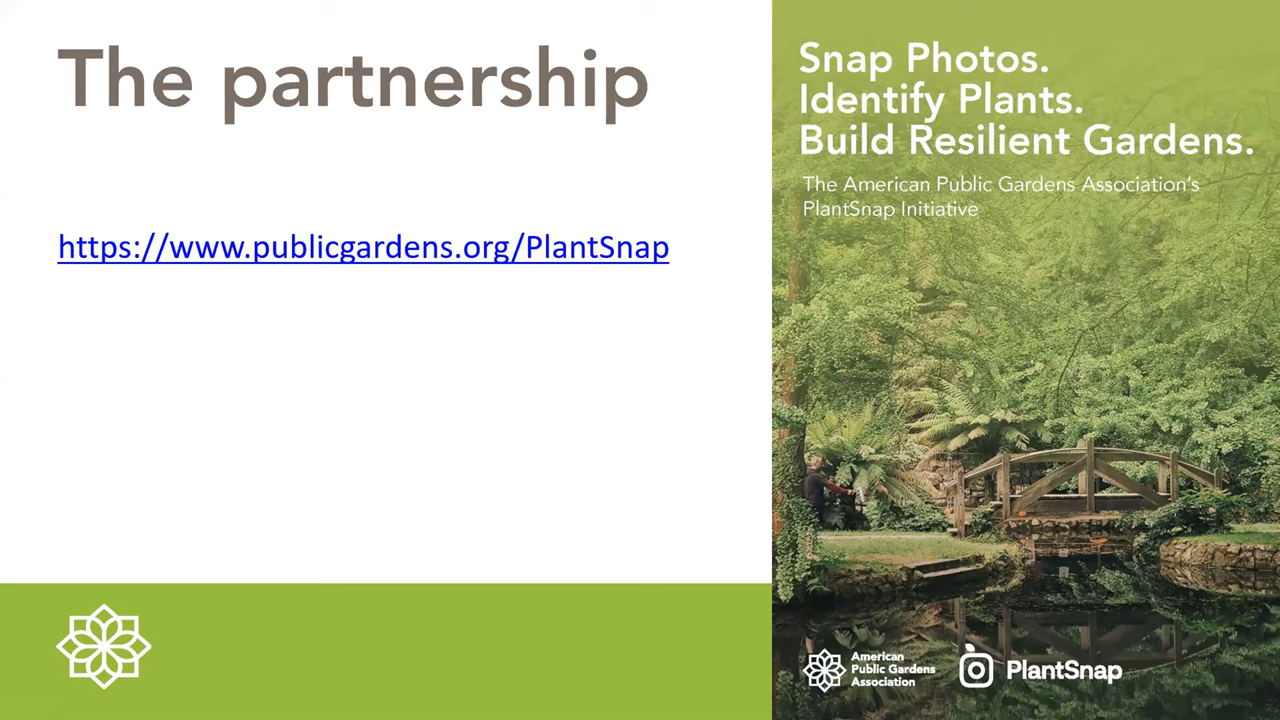 The partnership
https://www.publicgardens.org/PlantSnap
Snap Photos.
Identify Plants.
Build Resilient Gardens.
The American Public Gardens Association's
PlantSnap Initiative
American
Public Gardens
Association
PlantSnap